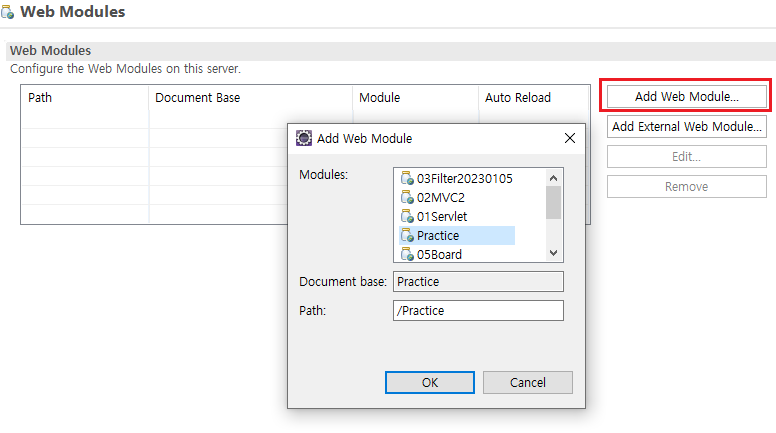 Web Modules
Web Modules
Configure the Web Modules on this server.
Path Document Base Module Auto Reload
Add Web Module...
Add External Web Module...
Edit...
Remove
Add Web Module
Modules:
03Filter20230105
02MVC2
01Servlet
Practice
05Board
Document base: Practice
Path: /Practice
OK Cancel